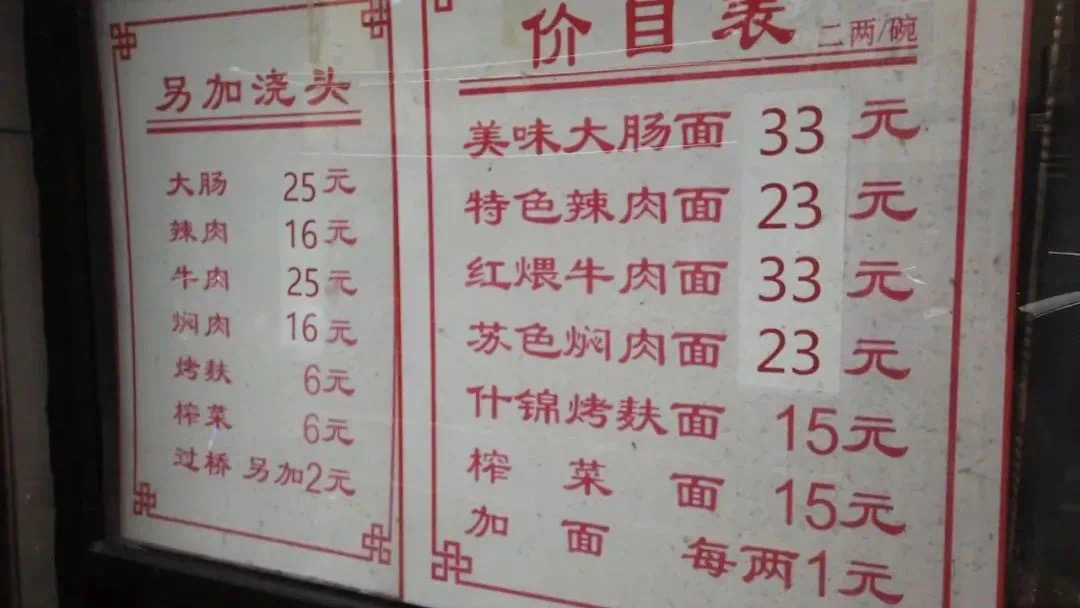 另加浇头
大肠 25元
辣肉 16元
牛肉 25元
焖肉 16元
烤麸 6元
榨菜 6元
过桥 另加2元
价目表 二两/碗
美味大肠面 33元
特色辣肉面 23元
红煨牛肉面 33元
苏色焖肉面 23元
什锦烤麸面 15元
榨菜面 15元
加面 每两1元